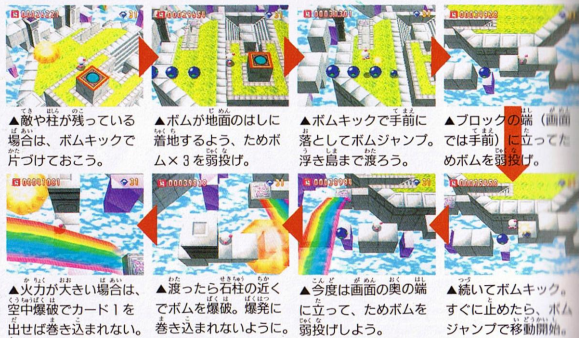 ▲敵や柱が残っている
場合は、ボムキックで
片づけておこう。
▲ボムが地面のはしに
着地するよう、ためボ
ム×3を弱投げ。
▲ボムキックで手前に
落としてボムジャンプ。
浮き島まで渡ろう。
▲ブロックの端（画面
では手前）に立ってた
めボムを弱投げ。
▲続いてボムキック。
すぐに止めたら、ボム
ジャンプで移動開始。
▲今度は画面の奥の端
に立って、ためボムを
弱投げしよう。
▲渡ったら石柱の近く
でボムを爆破。爆発に
巻き込まれないように。
▲火力が大きい場合は、
空中爆破でカード1を
出せば巻き込まれない。